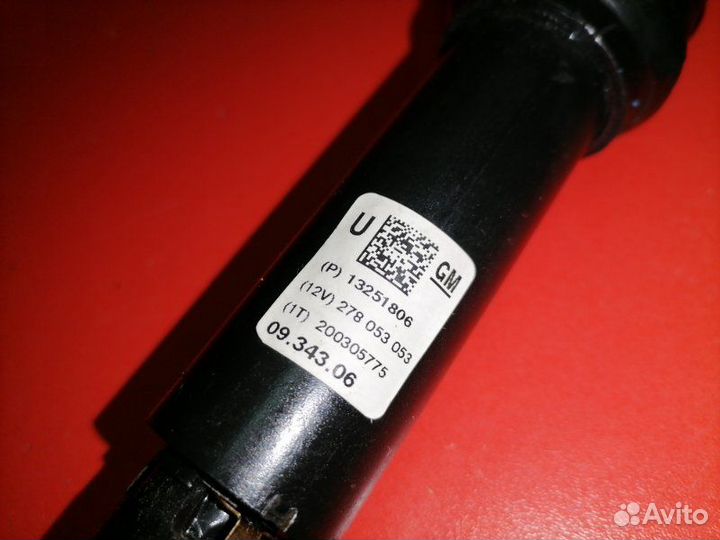 U
GM
(P) 13251806
(12V) 278 053 053
(1T) 200305775
09.343.06
Avito